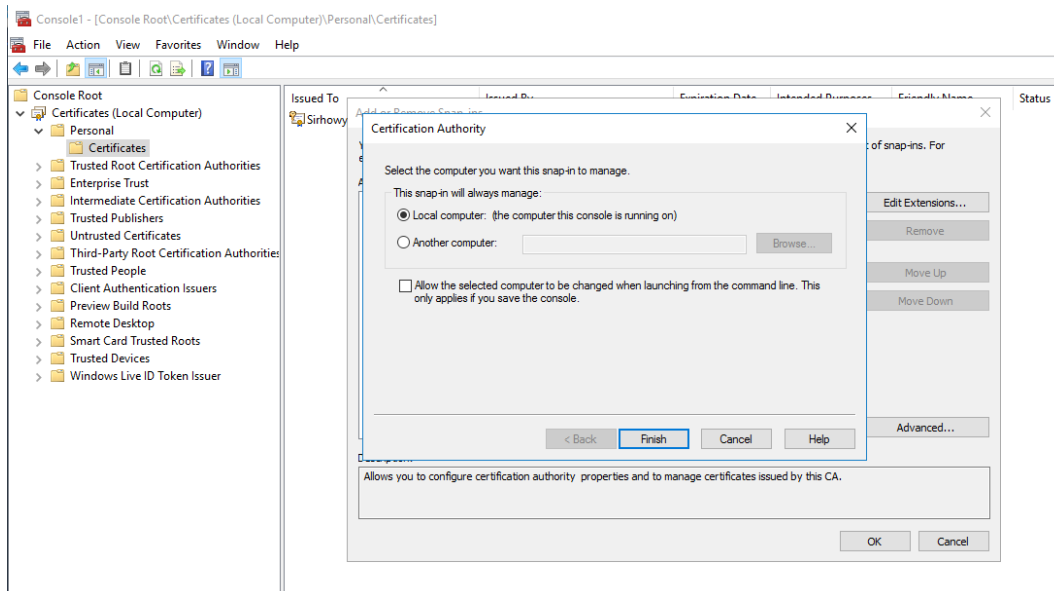 Console1 - [Console Root\Certificates (Local Computer)\Personal\Certificates]
File Action View Favorites Window Help
Console Root
Certificates (Local Computer)
Personal
Certificates
Trusted Root Certification Authorities
Enterprise Trust
Intermediate Certification Authorities
Trusted Publishers
Untrusted Certificates
Third-Party Root Certification Authorities
Trusted People
Client Authentication Issuers
Preview Build Roots
Remote Desktop
Smart Card Trusted Roots
Trusted Devices
Windows Live ID Token Issuer
Issued To Issued By Expiration Date Intended Purposes Friendly Name Status
Sirhowy
Add or Remove Snap-ins
of snap-ins. For
Edit Extensions...
Remove
Move Up
Move Down
Advanced...
Certification Authority
Select the computer you want this snap-in to manage.
This snap-in will always manage:
Local computer: (the computer this console is running on)
Another computer:
Browse...
Allow the selected computer to be changed when launching from the command line. This
only applies if you save the console.
< Back Finish Cancel Help
Allows you to configure certification authority properties and to manage certificates issued by this CA.
OK Cancel